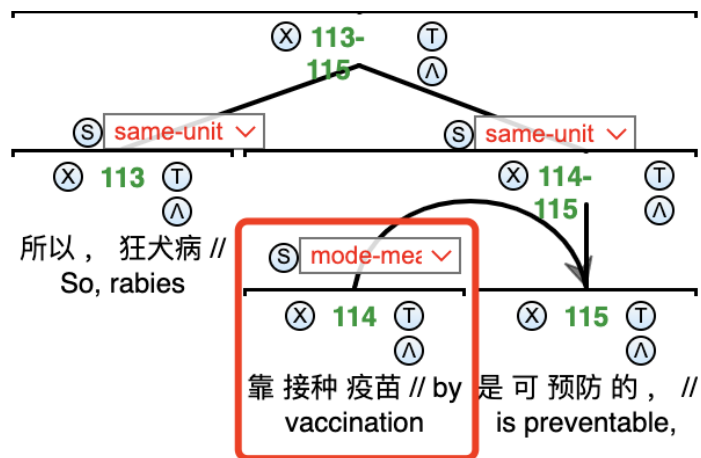 X 113-115 T
Λ
S same-unit
S same-unit
X 113 T
Λ
X 114-115 T
Λ
所以 ， 狂犬病 //
So, rabies
S mode-mea
X 114 T
Λ
X 115 T
Λ
靠 接种 疫苗 // by
vaccination
是 可 预防 的 ， //
is preventable,